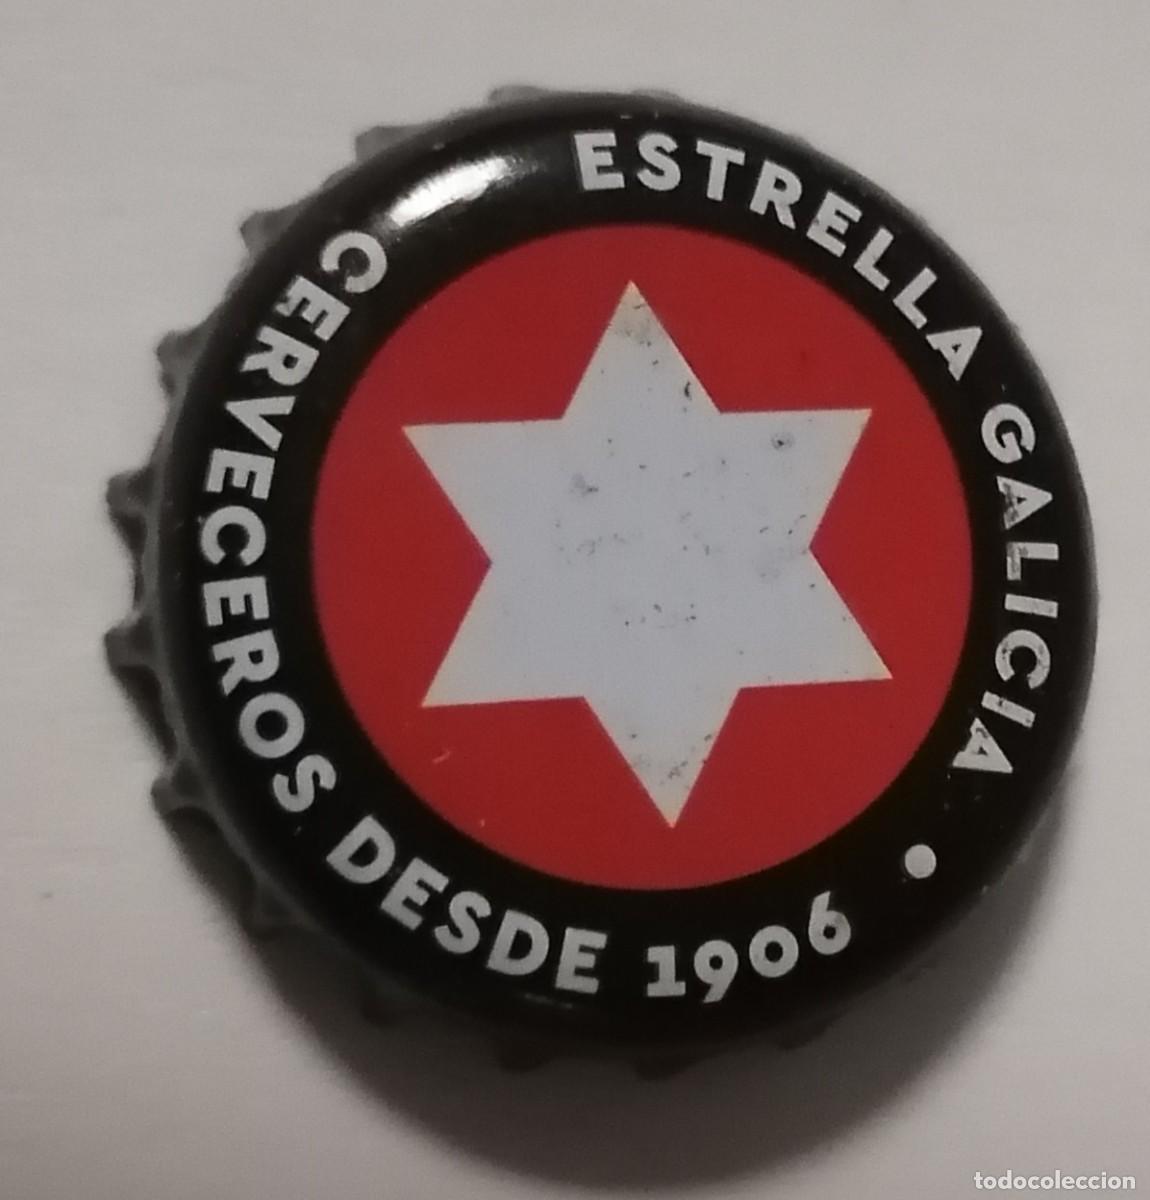 ESTRELLA GALICIA •
CERVECEROS DESDE 1906
todocoleccion